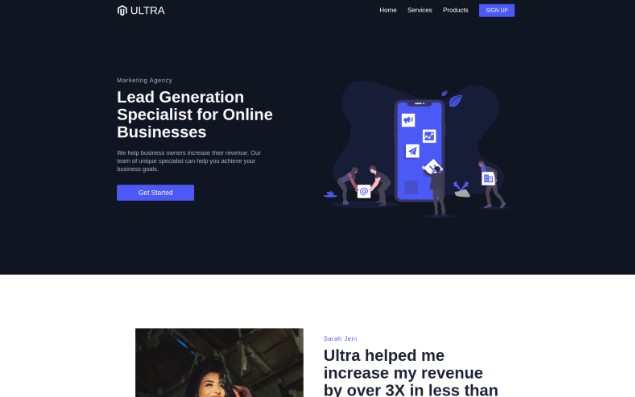 ULTRA
Home Services Products SIGN UP
Marketing Agency
Lead Generation
Specialist for Online
Businesses
We help business owners increase their revenue. Our
team of unique specialist can help you achieve your
business goals.
Get Started
@
Sarah Jeni
Ultra helped me
increase my revenue
by over 3X in less than